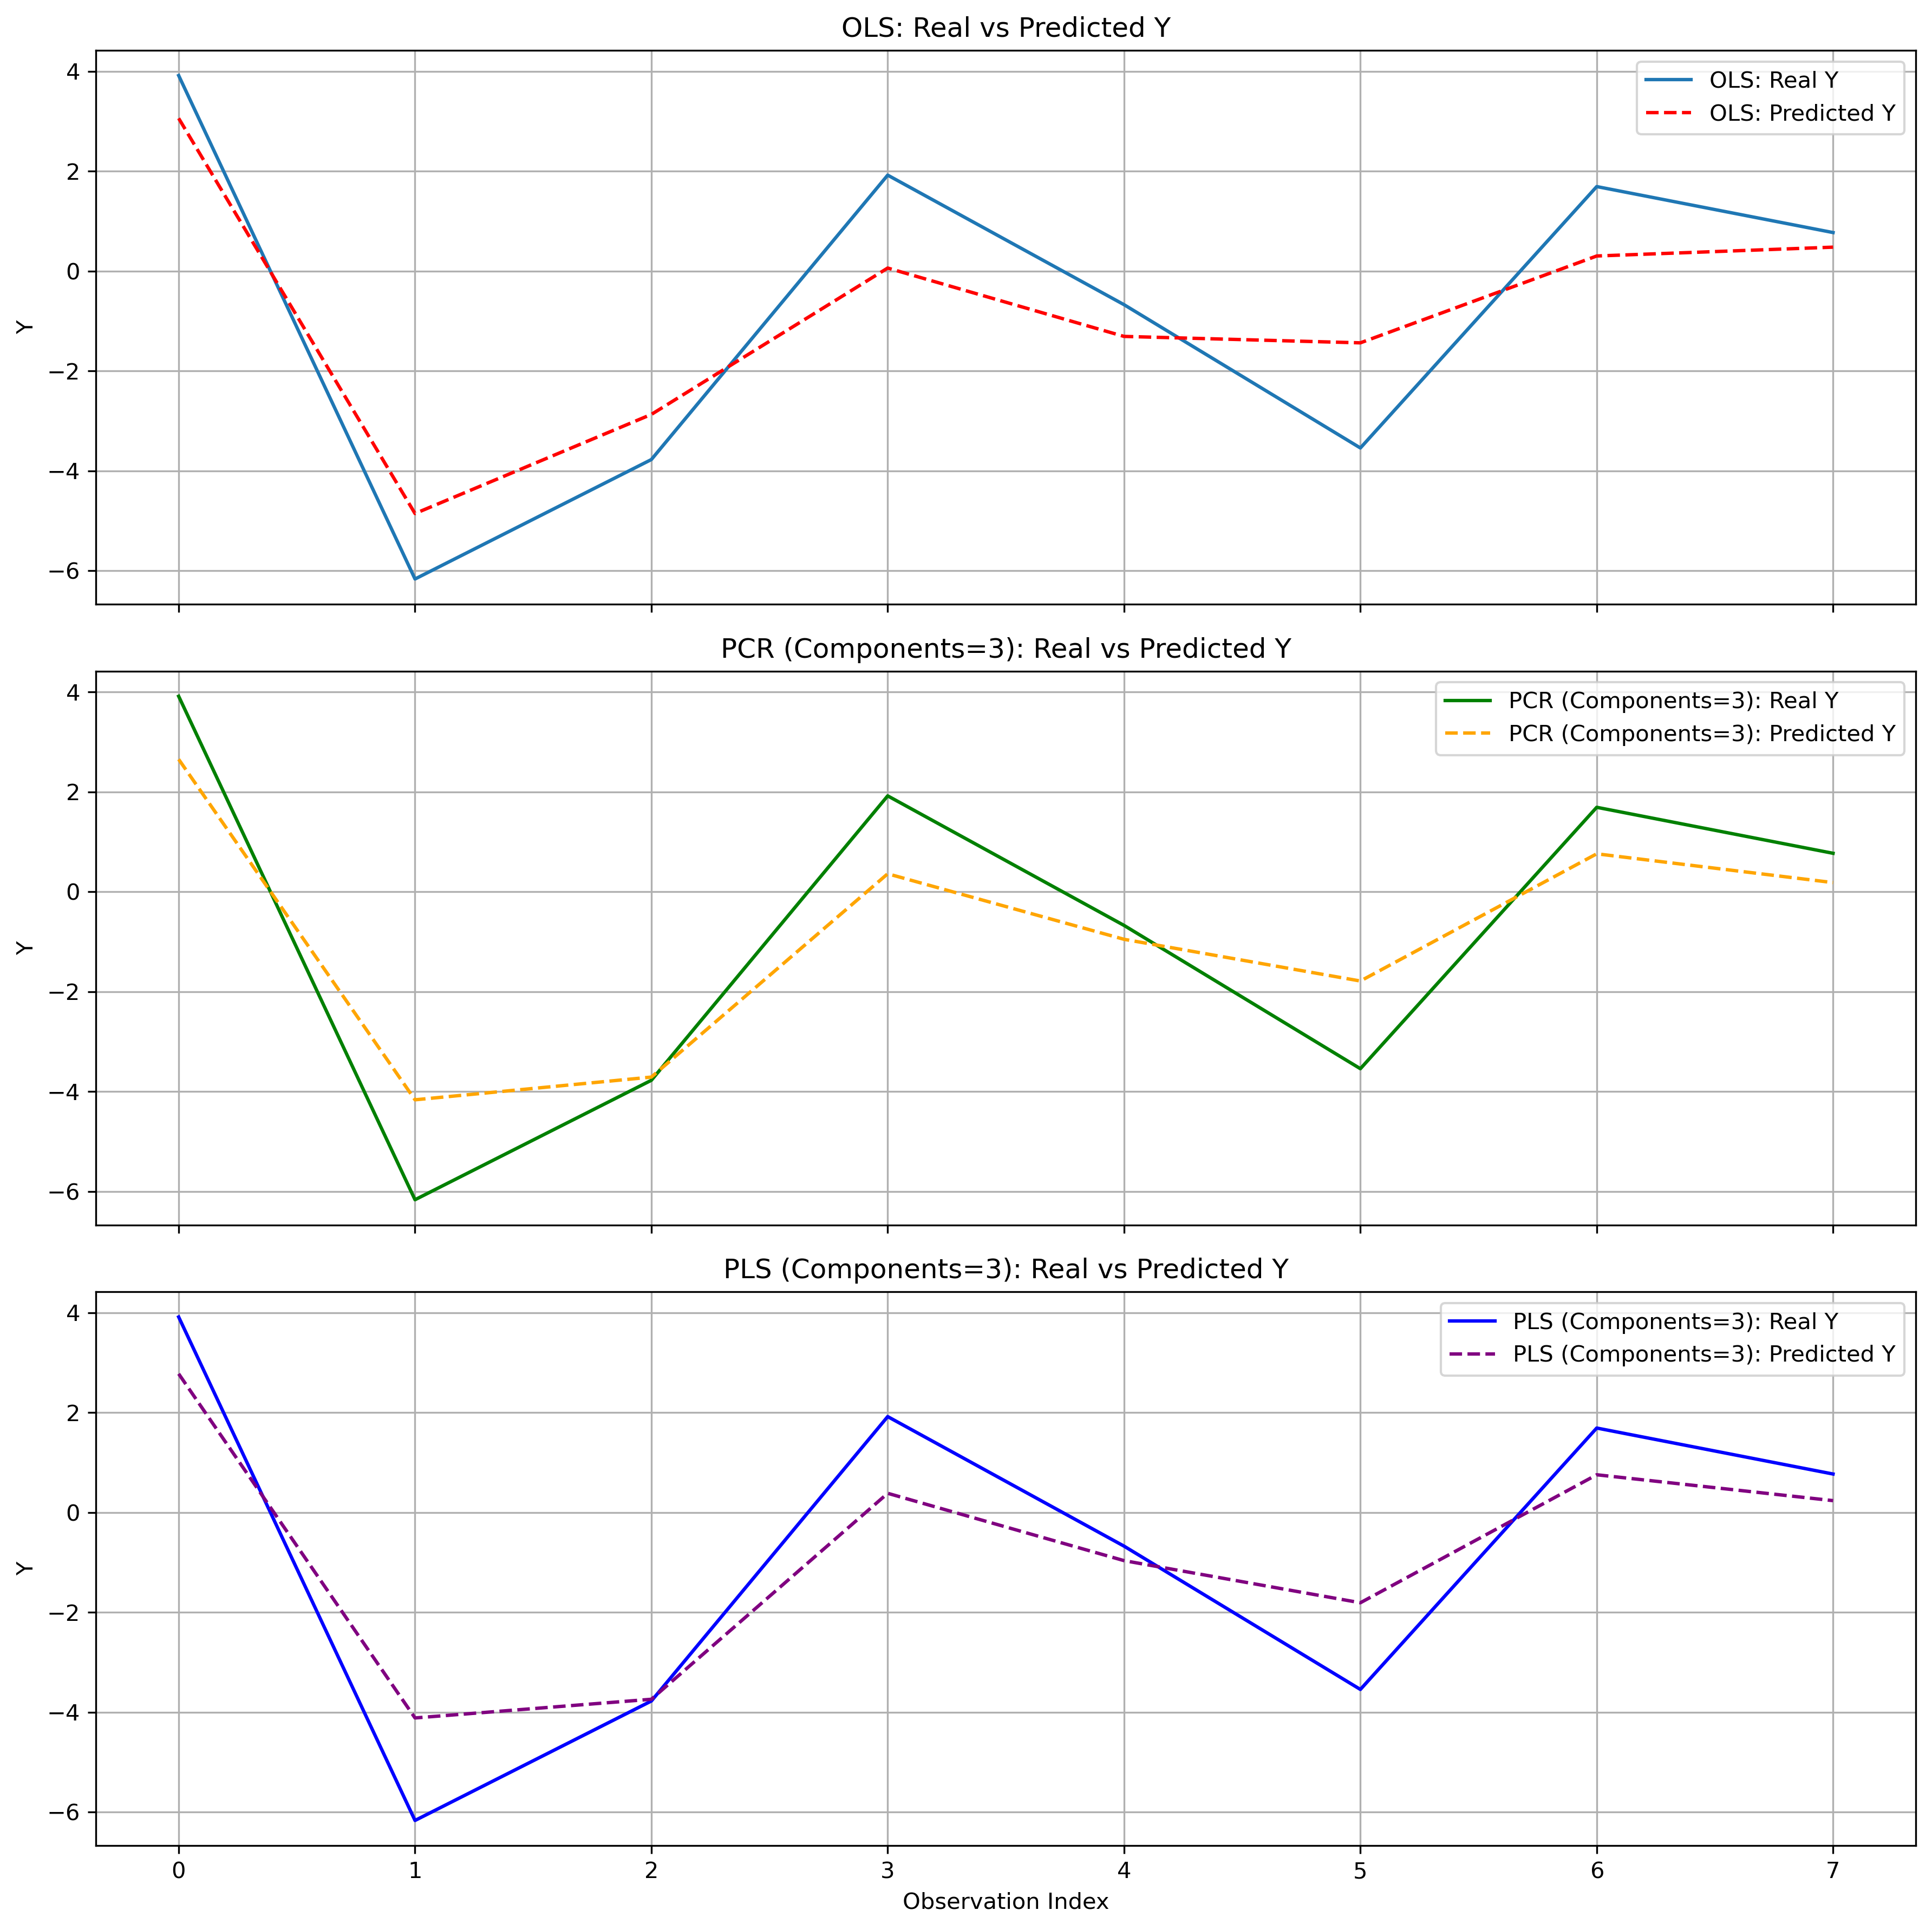 OLS: Real vs Predicted Y
4
2
0
−2
−4
−6
Y
OLS: Real Y
OLS: Predicted Y
PCR (Components=3): Real vs Predicted Y
4
2
0
−2
−4
−6
Y
PCR (Components=3): Real Y
PCR (Components=3): Predicted Y
PLS (Components=3): Real vs Predicted Y
4
2
0
−2
−4
−6
Y
PLS (Components=3): Real Y
PLS (Components=3): Predicted Y
0 1 2 3 4 5 6 7
Observation Index